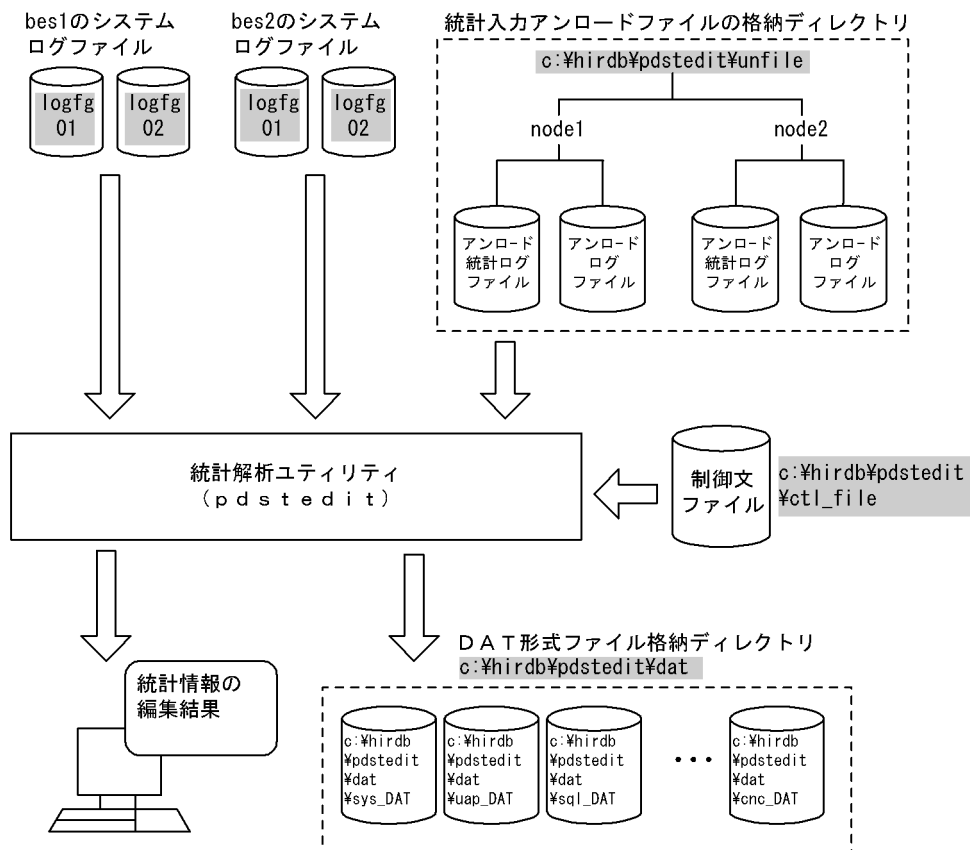 bes1のシステム
ログファイル
logfg
01
logfg
02
bes2のシステム
ログファイル
logfg
01
logfg
02
統計入力アンロードファイルの格納ディレクトリ
c:¥hirdb¥pdstedit¥unfile
node1
node2
アンロード
統計ログ
ファイル
アンロード
ログ
ファイル
アンロード
統計ログ
ファイル
アンロード
ログ
ファイル
統計解析ユティリティ
（ｐｄｓｔｅｄｉｔ）
制御文
ファイル
c:¥hirdb¥pdstedit
¥ctl_file
統計情報の
編集結果
ＤＡＴ形式ファイル格納ディレクトリ
c:¥hirdb¥pdstedit¥dat
c:¥hirdb
¥pdstedit
¥dat
¥sys_DAT
c:¥hirdb
¥pdstedit
¥dat
¥uap_DAT
c:¥hirdb
¥pdstedit
¥dat
¥sql_DAT
・・・
c:¥hirdb
¥pdstedit
¥dat
¥cnc_DAT